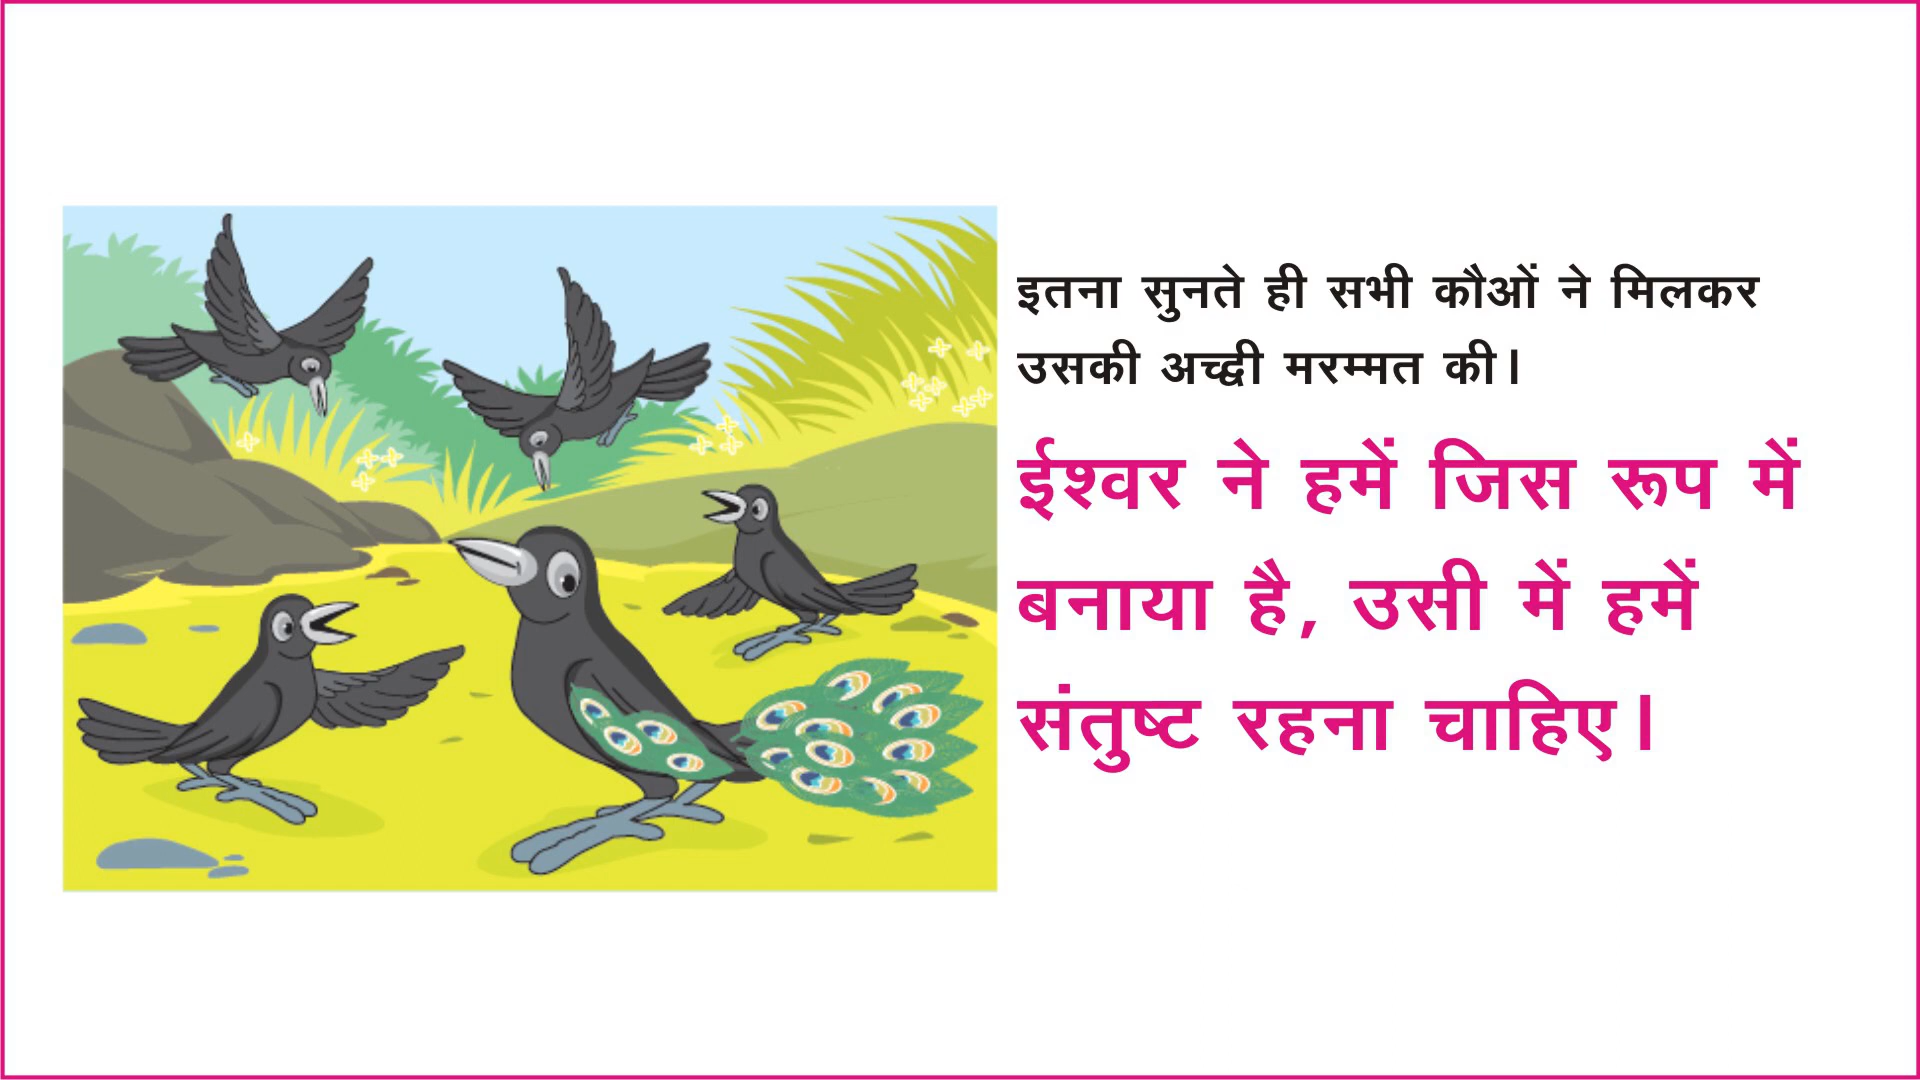 इतना सुनते ही सभी कौओं ने मिलकर
उसकी अच्द्दी मरम्मत की।
ईश्वर ने हमें जिस रूप में
बनाया है, उसी में हमें
संतुष्ट रहना चाहिए।